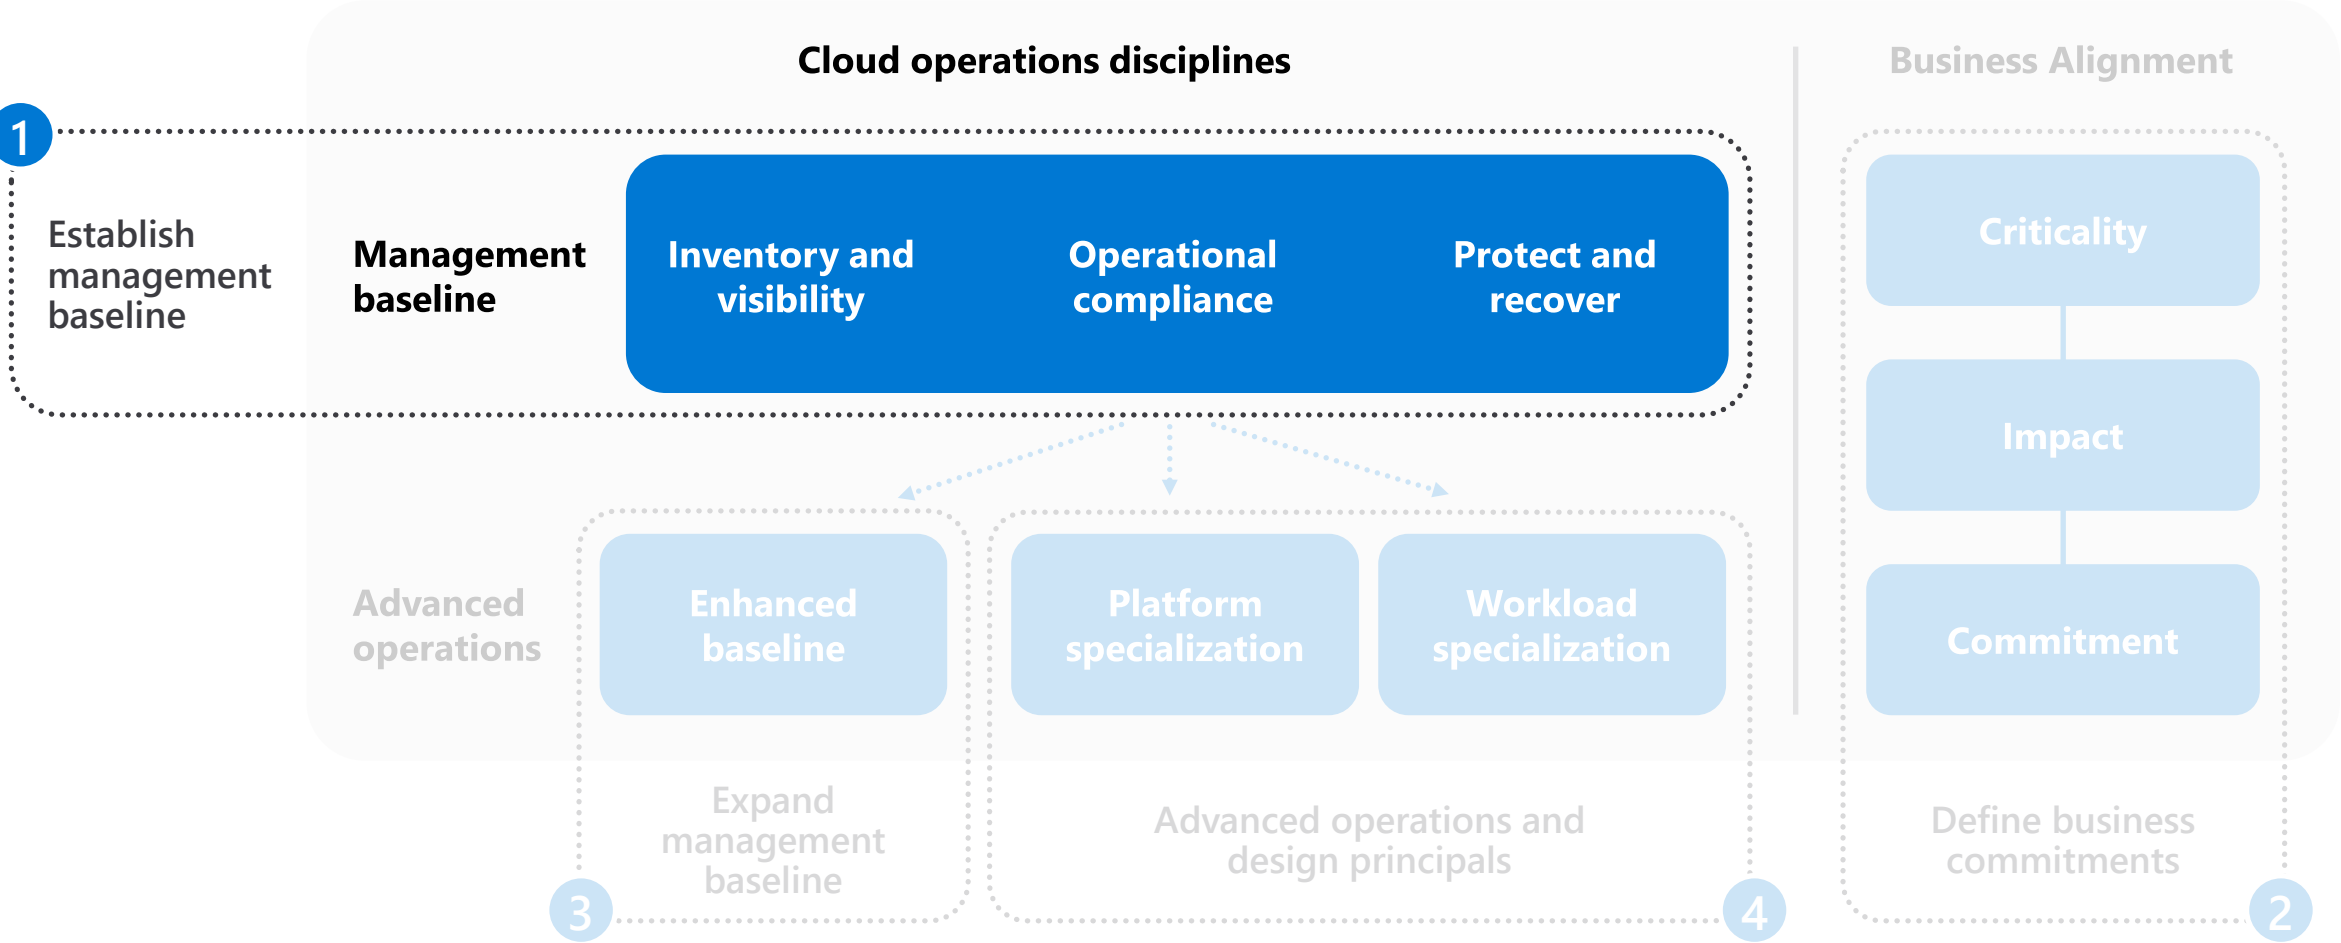 Cloud operations disciplines
Business Alignment
1
Establish
management
baseline
Management
baseline
Inventory and
visibility
Operational
compliance
Protect and
recover
Criticality
Impact
Commitment
Advanced
operations
Enhanced
baseline
Platform
specialization
Workload
specialization
Expand
management
baseline
3
Advanced operations and
design principals
4
Define business
commitments
2